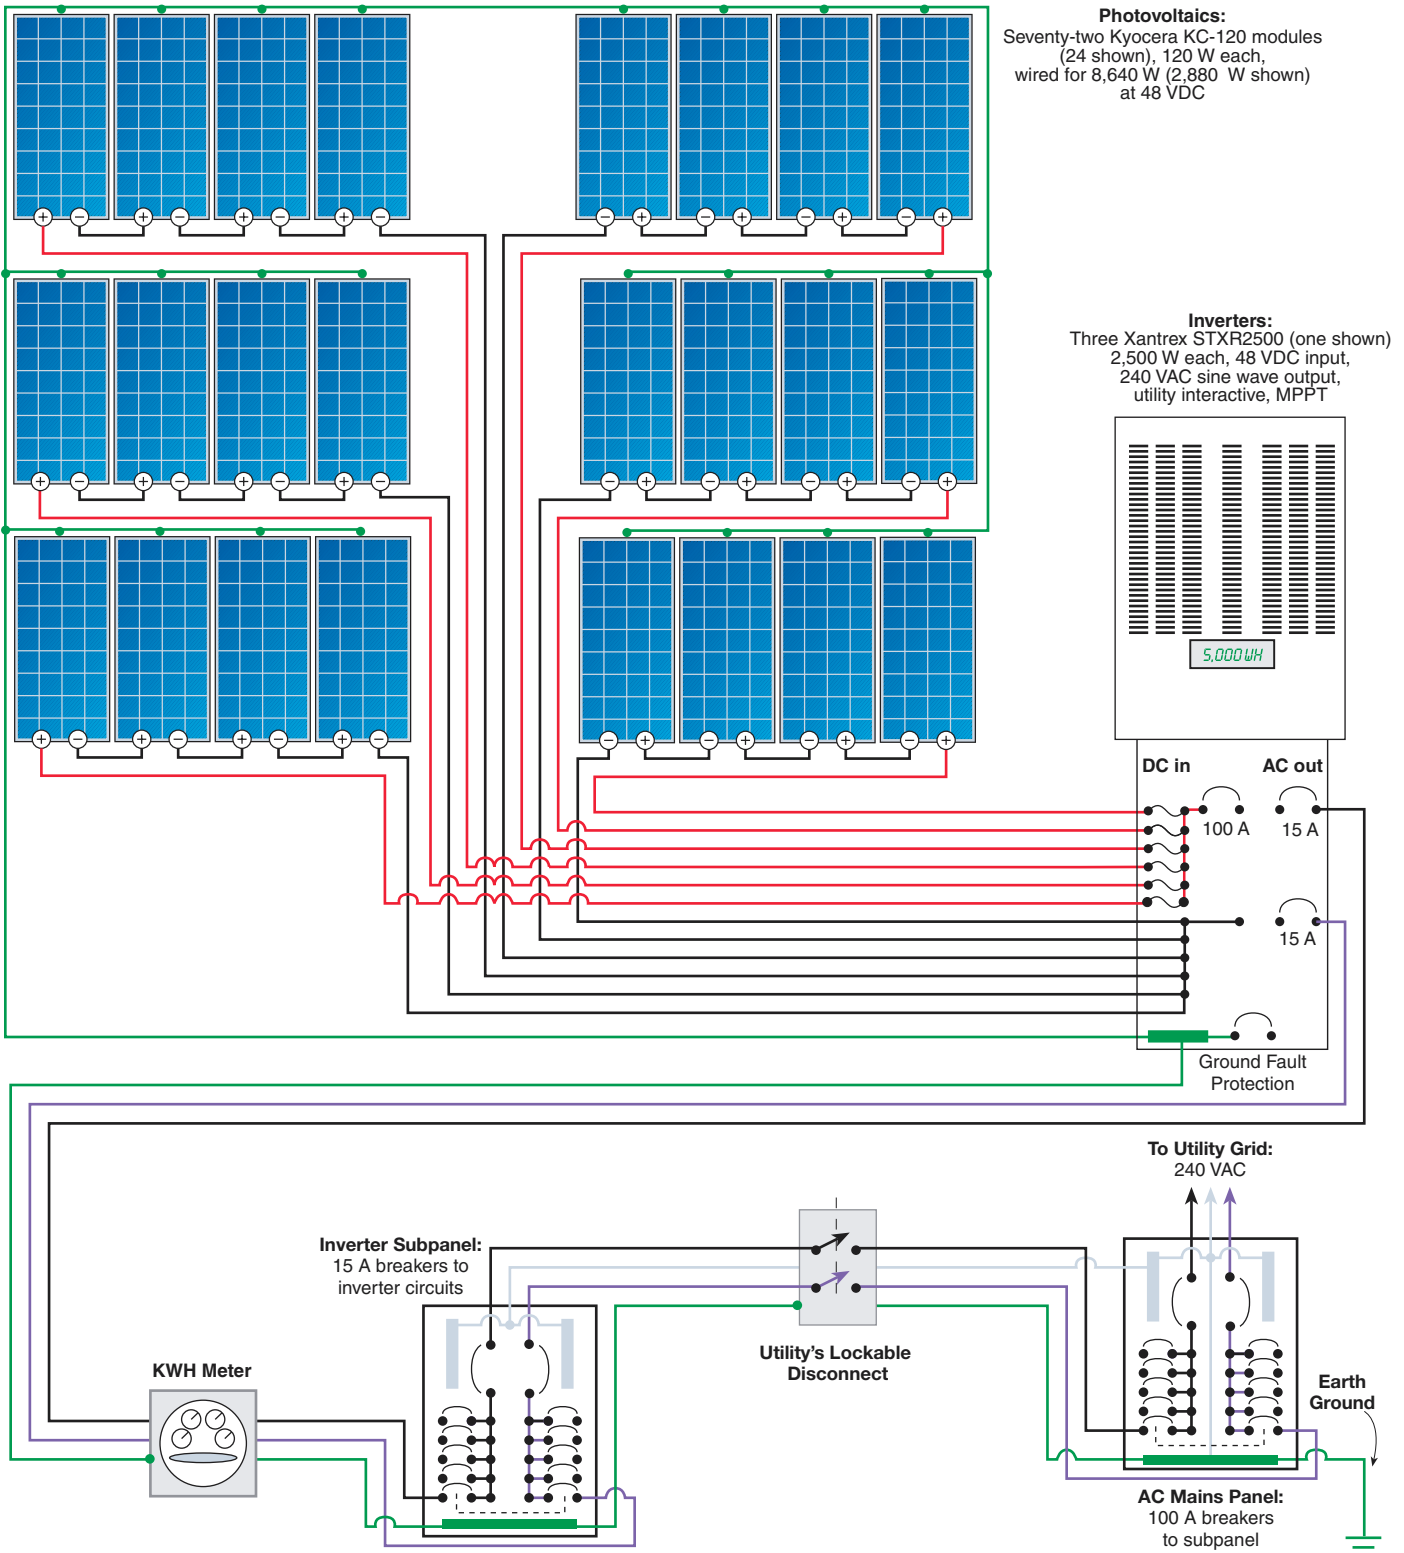 Photovoltaics:
Seventy-two Kyocera KC-120 modules
(24 shown), 120 W each,
wired for 8,640 W (2,880 W shown)
at 48 VDC
Inverters:
Three Xantrex STXR2500 (one shown)
2,500 W each, 48 VDC input,
240 VAC sine wave output,
utility interactive, MPPT
5,000 WH
DC in
AC out
100 A
15 A
15 A
Ground Fault
Protection
To Utility Grid:
240 VAC
Inverter Subpanel:
15 A breakers to
inverter circuits
Utility's Lockable
Disconnect
KWH Meter
Earth
Ground
AC Mains Panel:
100 A breakers
to subpanel